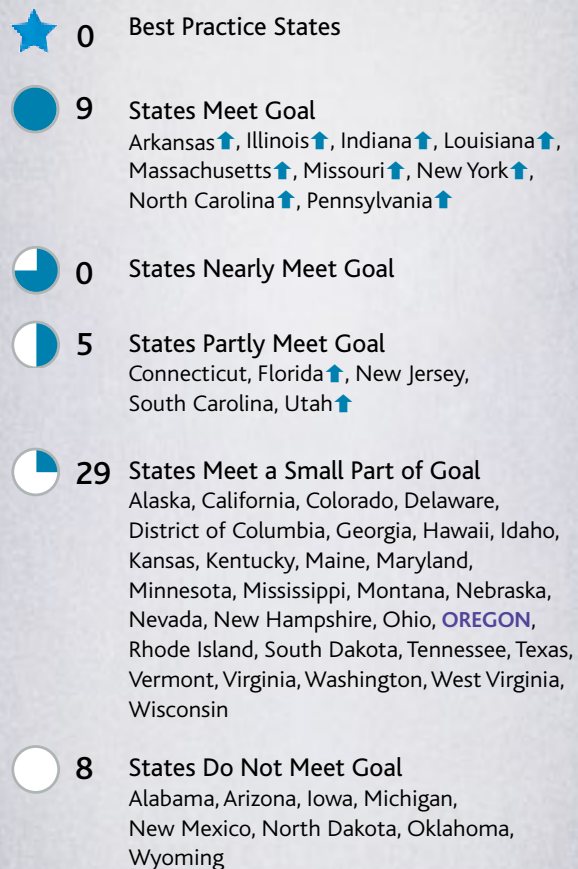 0 Best Practice States
9 States Meet Goal
Arkansas⬆, Illinois⬆, Indiana⬆, Louisiana⬆,
Massachusetts⬆, Missouri⬆, New York⬆,
North Carolina⬆, Pennsylvania⬆
0 States Nearly Meet Goal
5 States Partly Meet Goal
Connecticut, Florida⬆, New Jersey,
South Carolina, Utah⬆
29 States Meet a Small Part of Goal
Alaska, California, Colorado, Delaware,
District of Columbia, Georgia, Hawaii, Idaho,
Kansas, Kentucky, Maine, Maryland,
Minnesota, Mississippi, Montana, Nebraska,
Nevada, New Hampshire, Ohio, OREGON,
Rhode Island, South Dakota, Tennessee, Texas,
Vermont, Virginia, Washington, West Virginia,
Wisconsin
8 States Do Not Meet Goal
Alabama, Arizona, Iowa, Michigan,
New Mexico, North Dakota, Oklahoma,
Wyoming